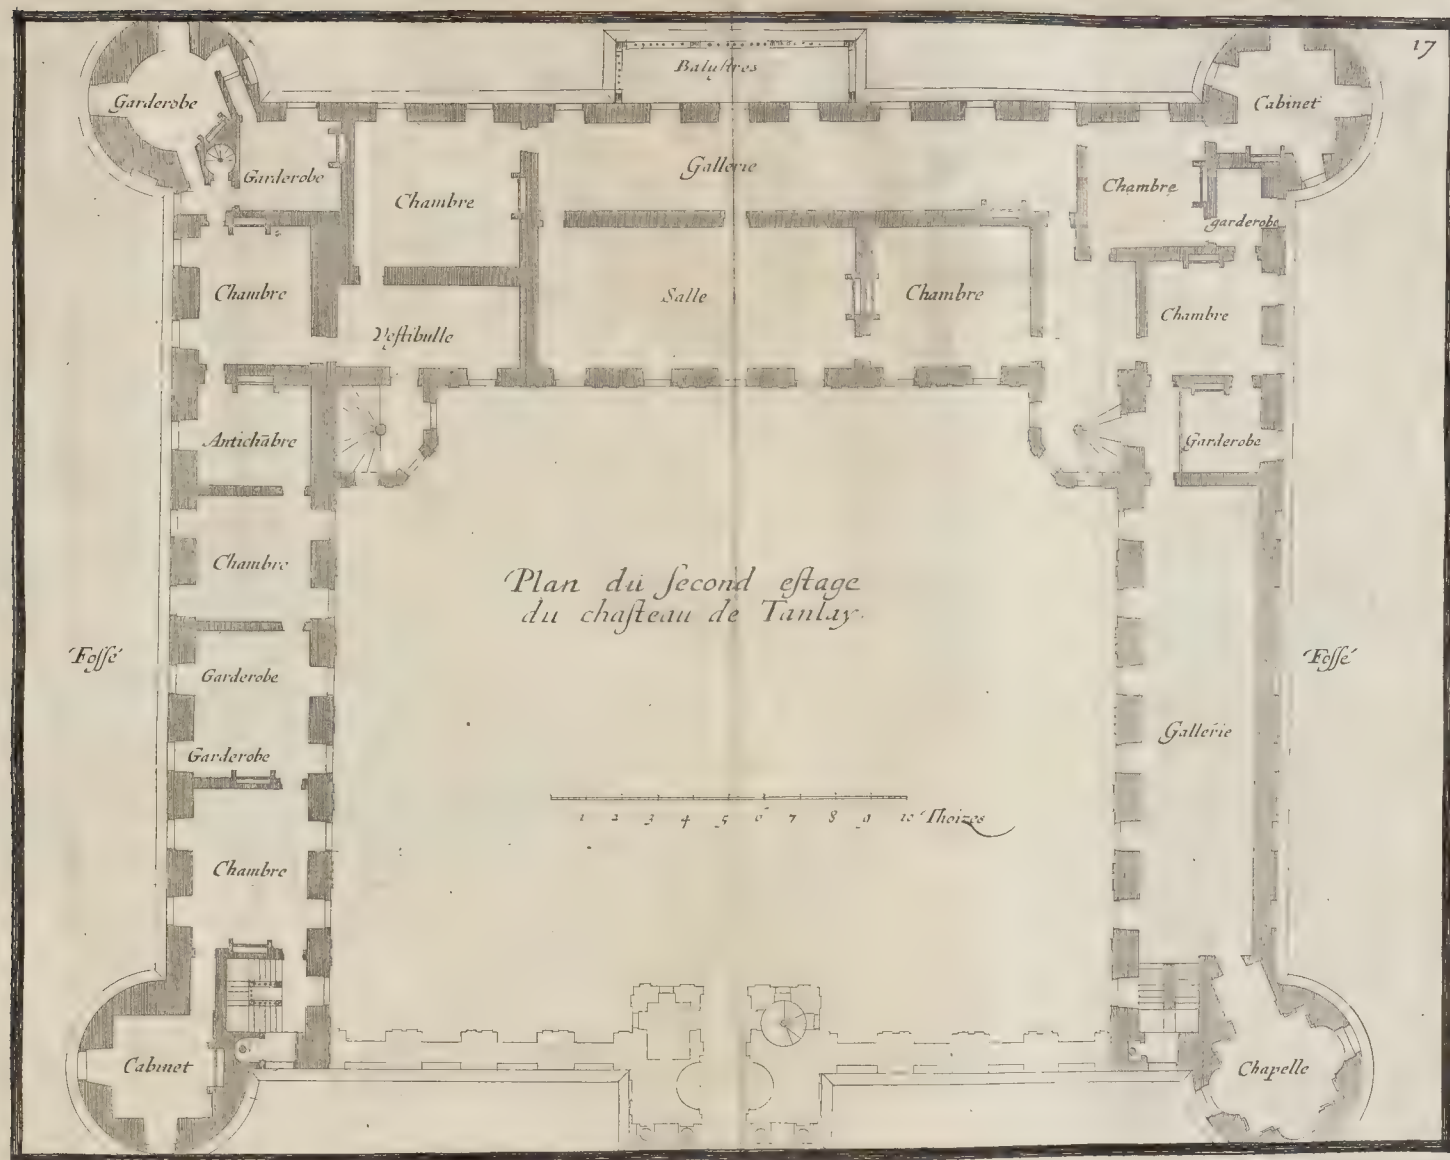 17
Baluſtres
Garderobe
Cabinet
Garderobe
Chambre
Gallerie
Chambre
garderobe
Chambre
Salle
Chambre
Chambre
Veſtibulle
Antichābre
Garderobe
Chambre
Plan du ſecond eſtage
du chaſteau de Tanlay.
Foſſé
Foſſé
Garderobe
Gallerie
Garderobe
1 2 3 4 5 6 7 8 9 10 Thoizes
Chambre
Cabinet
Chapelle